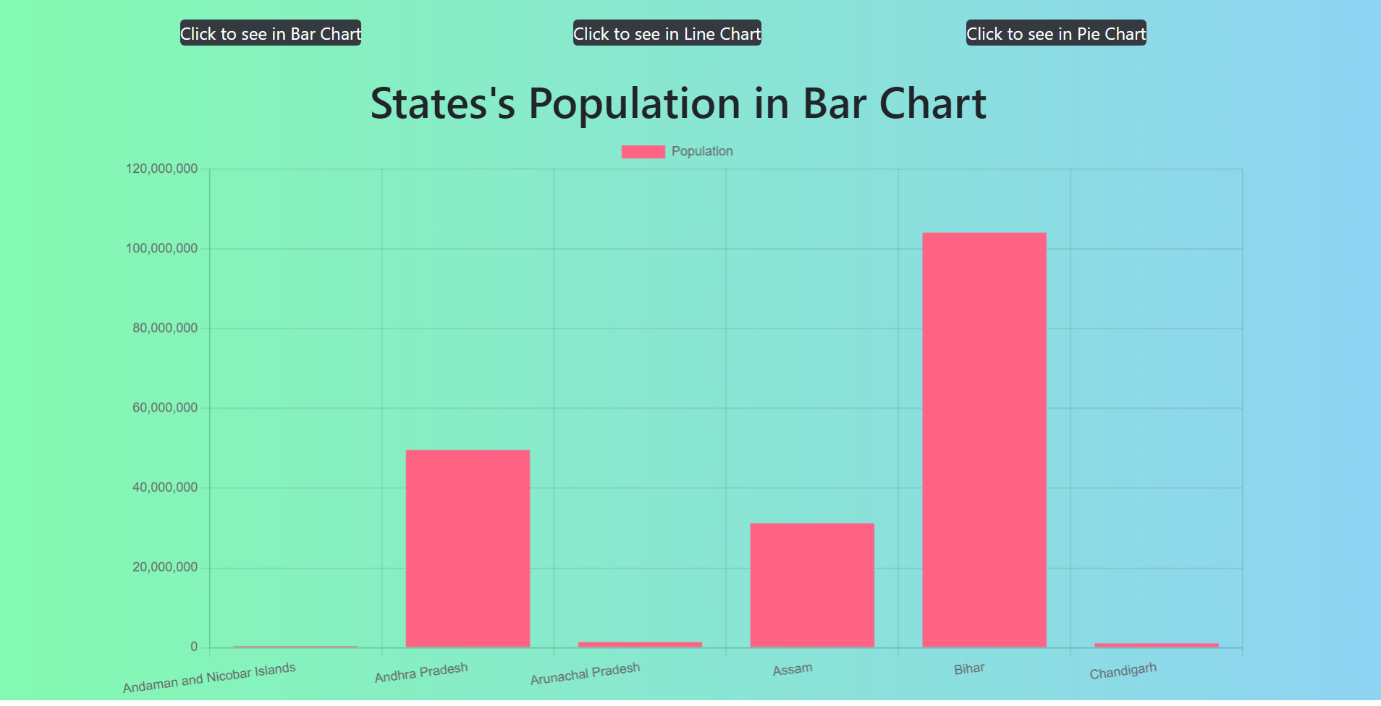 Click to see in Bar Chart
Click to see in Line Chart
Click to see in Pie Chart
States's Population in Bar Chart
Population
120,000,000
100,000,000
80,000,000
60,000,000
40,000,000
20,000,000
0
Andaman and Nicobar Islands
Andhra Pradesh
Arunachal Pradesh
Assam
Bihar
Chandigarh